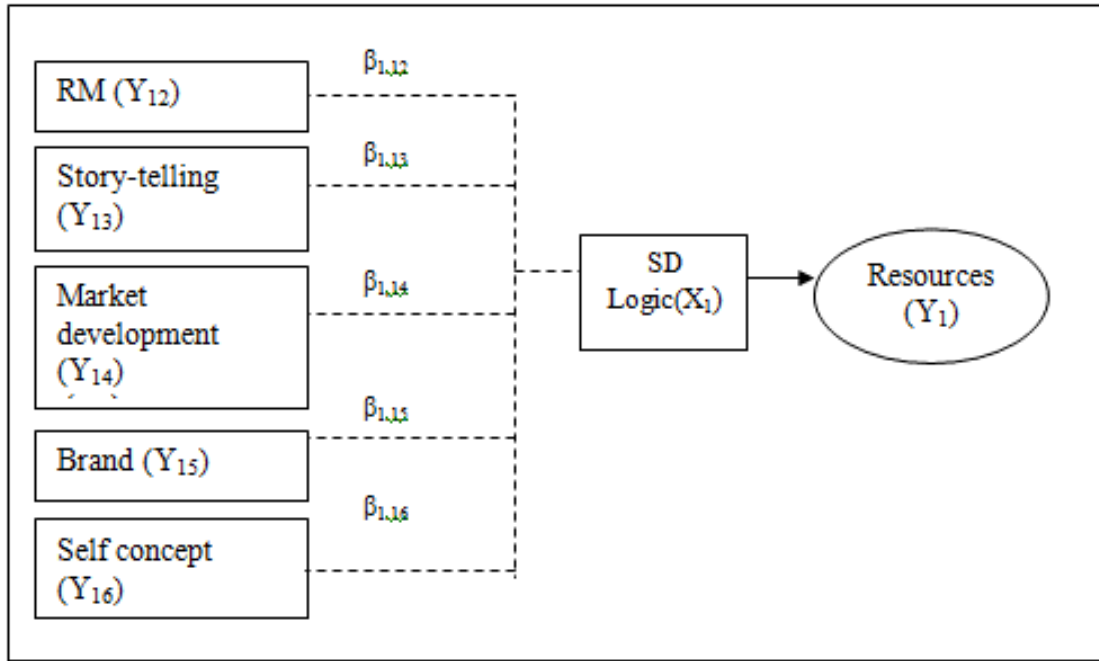 β1,12
RM (Y12)
β1,13
Story-telling
(Y13)
β1,14
Market
development
(Y14)
SD
Logic(X1)
Resources
(Y1)
β1,15
Brand (Y15)
β1,16
Self concept
(Y16)